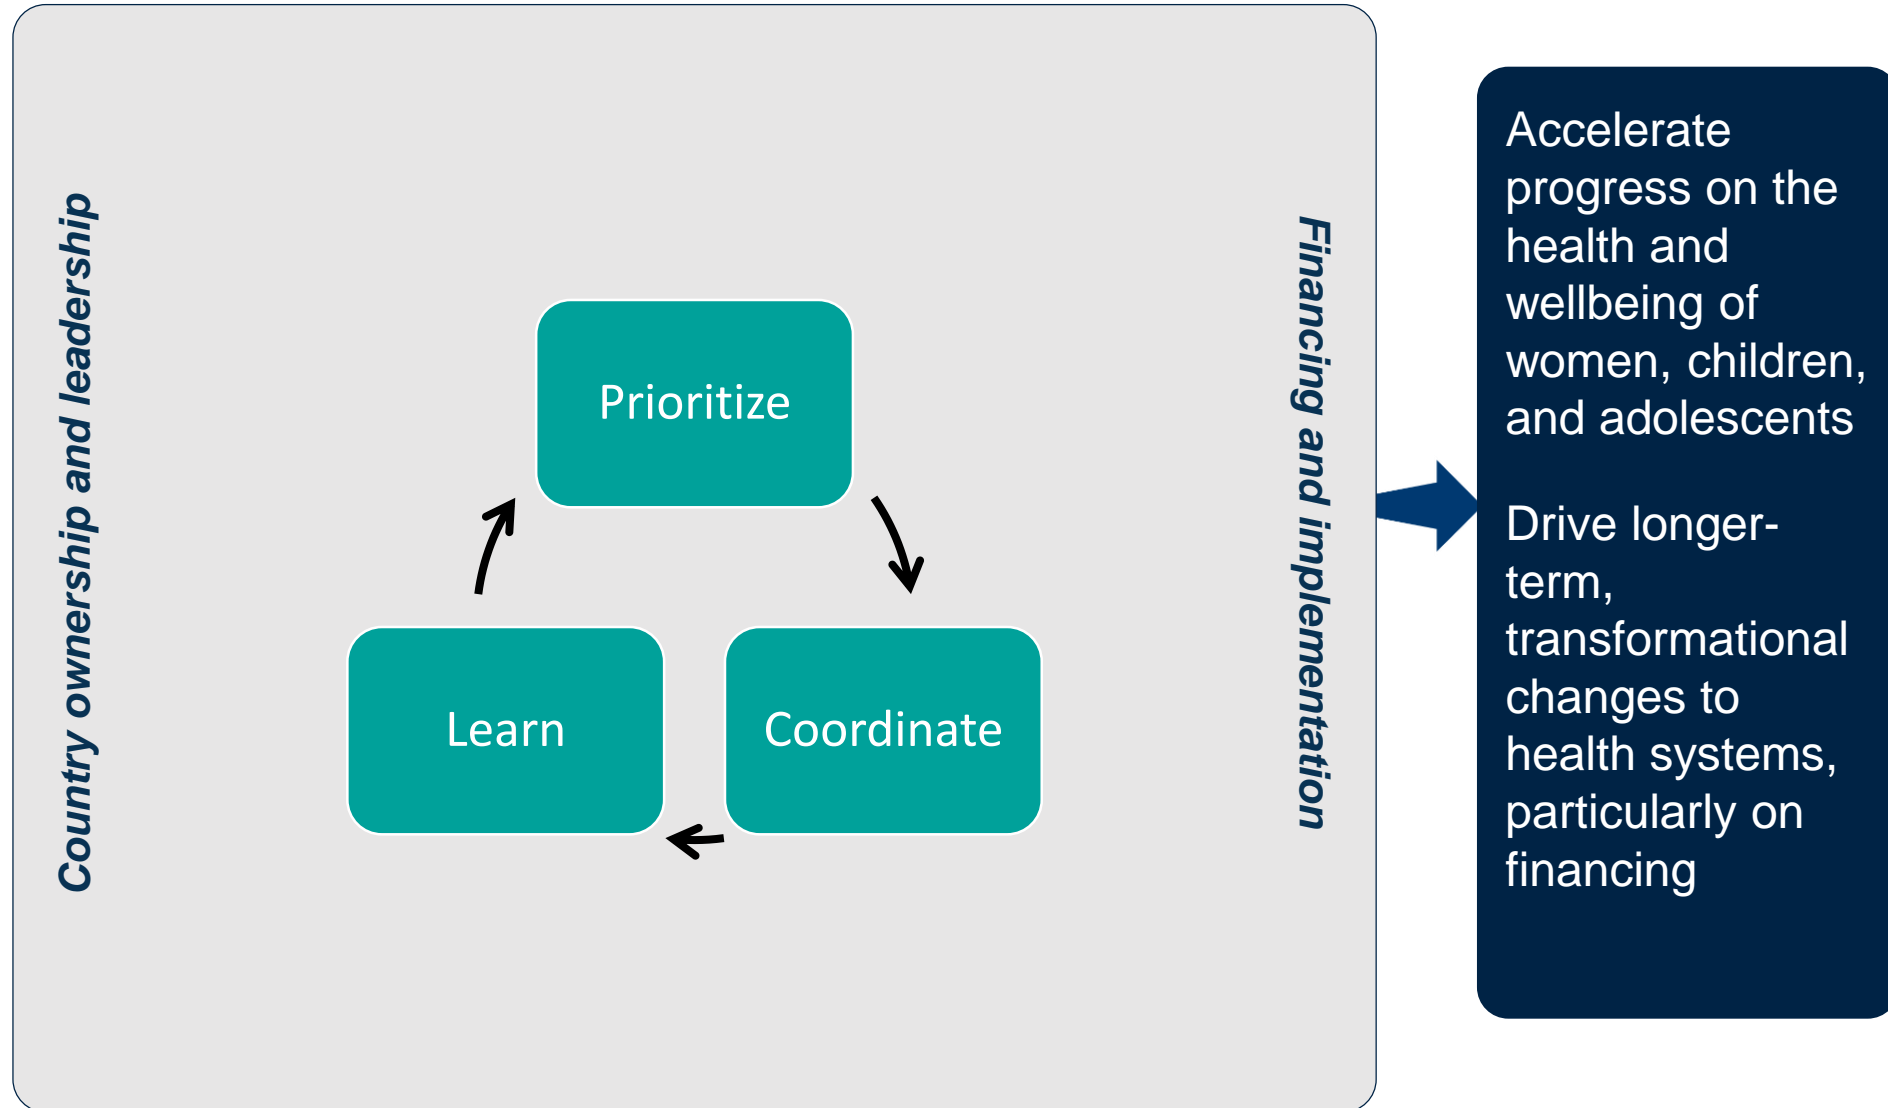 Country ownership and leadership
Prioritize
Learn
Coordinate
Financing and implementation
Accelerate
progress on the
health and
wellbeing of
women, children,
and adolescents
Drive longer-
term,
transformational
changes to
health systems,
particularly on
financing